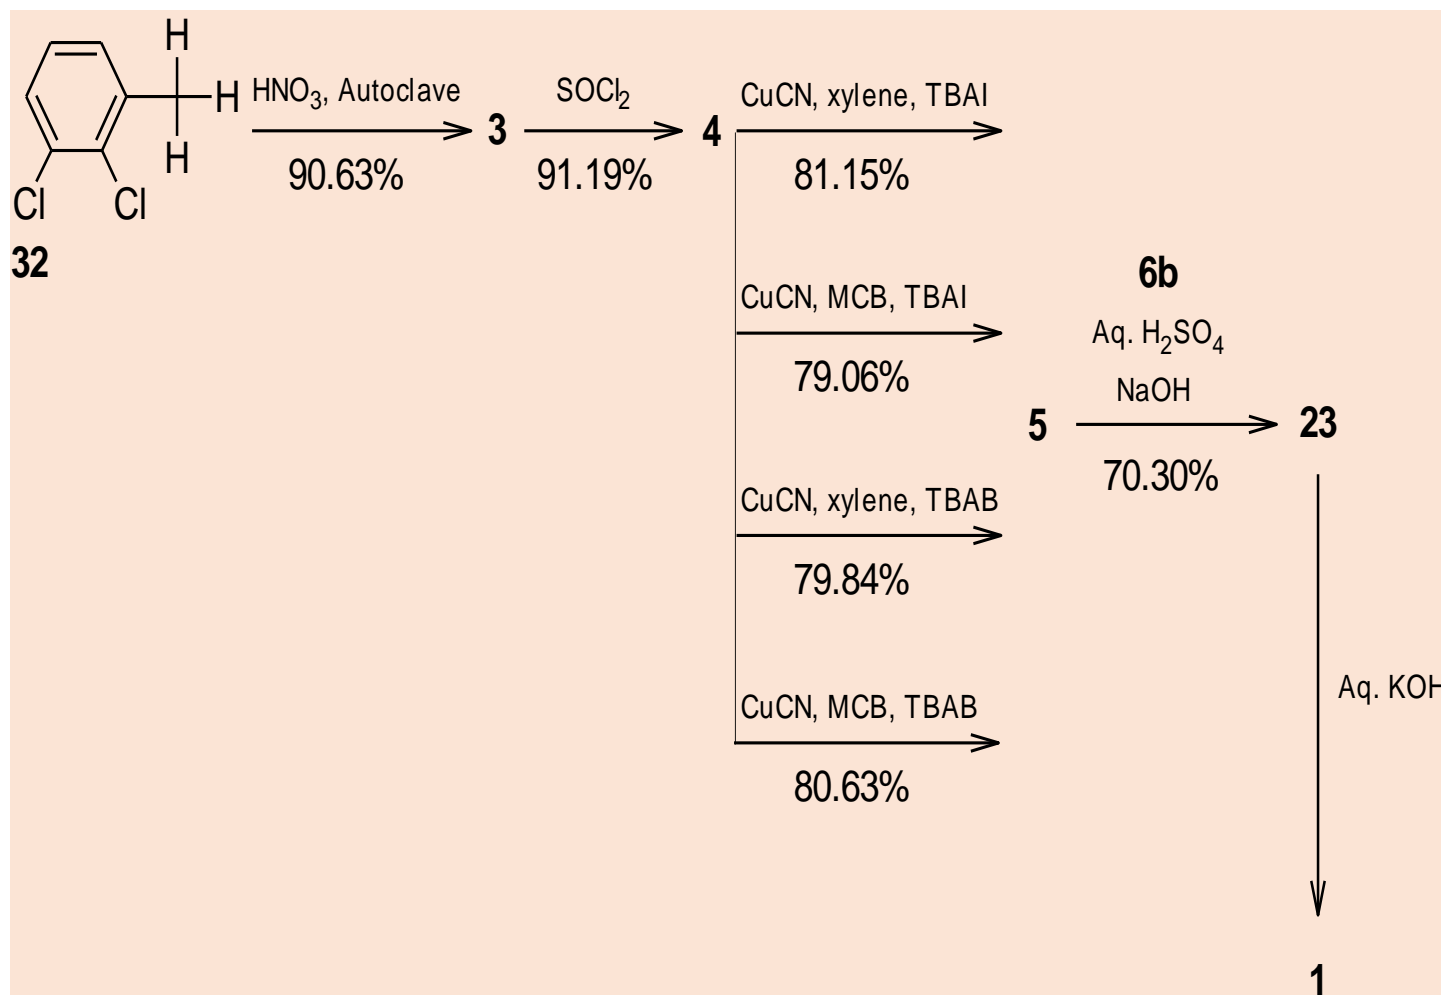 H
H
H
Cl
Cl
32
HNO3, Autoclave
90.63%
3
SOCl2
91.19%
4
CuCN, xylene, TBAI
81.15%
CuCN, MCB, TBAI
79.06%
CuCN, xylene, TBAB
79.84%
CuCN, MCB, TBAB
80.63%
5
6b
Aq. H2SO4
NaOH
70.30%
23
Aq. KOH
1